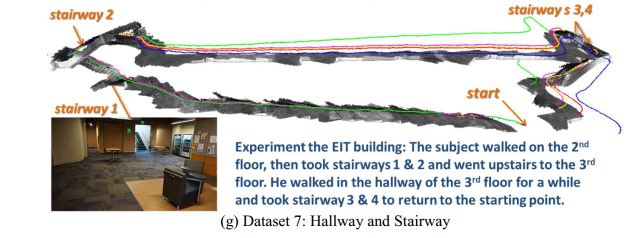 stairway 2
stairway s 3,4
stairway 1
start
Experiment the EIT building: The subject walked on the 2nd
floor, then took stairways 1 & 2 and went upstairs to the 3rd
floor. He walked in the hallway of the 3rd floor for a while
and took stairway 3 & 4 to return to the starting point.
(g) Dataset 7: Hallway and Stairway